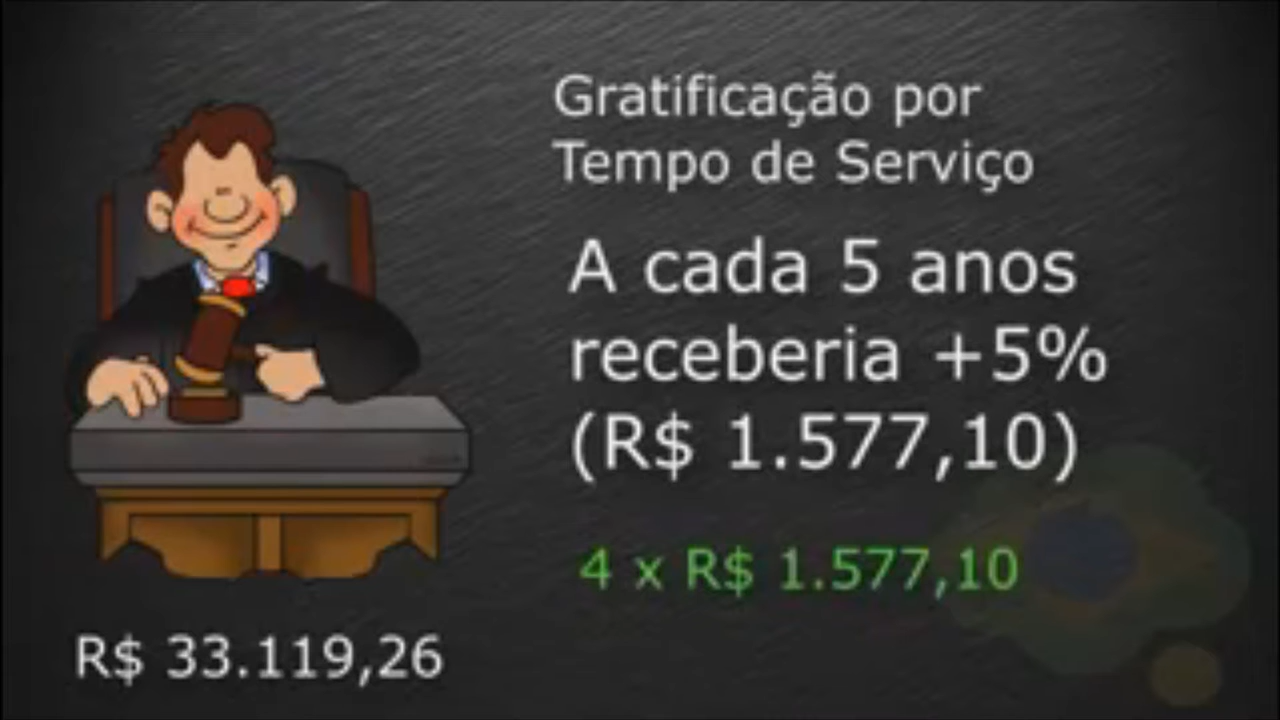 Gratificação por
Tempo de Serviço
A cada 5 anos
receberia +5%
(R$ 1.577,10)
4 x R$ 1.577,10
R$ 33.119,26